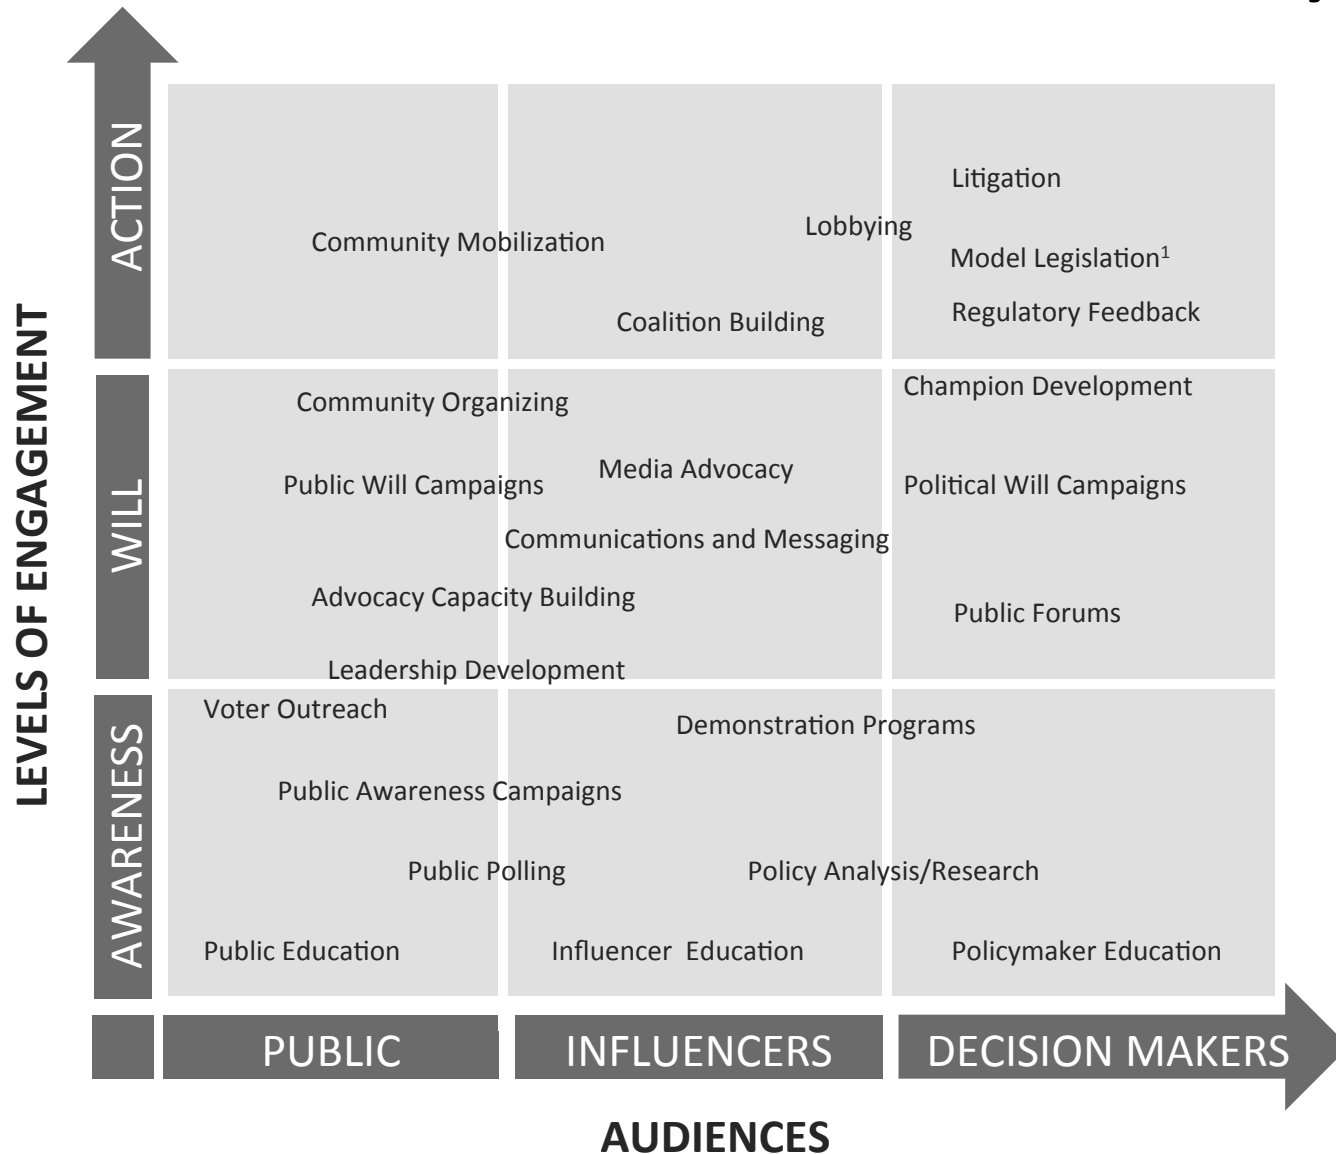 LEVELS OF ENGAGEMENT
ACTION
Litigation
Lobbying
Community Mobilization
Model Legislation¹
Regulatory Feedback
Coalition Building
WILL
Champion Development
Community Organizing
Media Advocacy
Public Will Campaigns
Political Will Campaigns
Communications and Messaging
Advocacy Capacity Building
Public Forums
Leadership Development
AWARENESS
Voter Outreach
Demonstration Programs
Public Awareness Campaigns
Public Polling
Policy Analysis/Research
Public Education
Influencer  Education
Policymaker Education
PUBLIC
INFLUENCERS
DECISION MAKERS
AUDIENCES